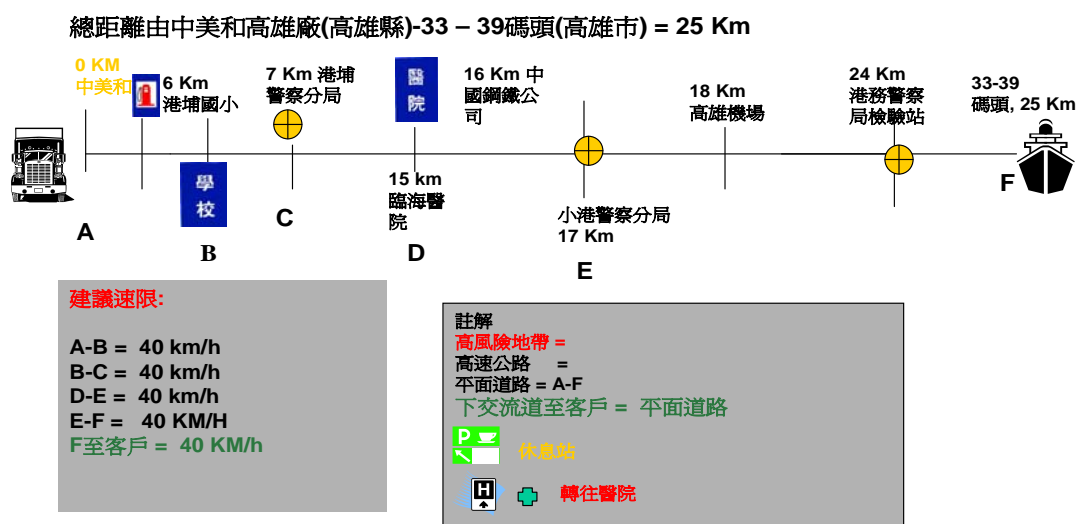 總距離由中美和高雄廠(高雄縣)-33 – 39碼頭(高雄市) = 25 Km
0 KM
中美和
6 Km
港埔國小
7 Km 港埔
警察分局
醫
院
16 Km 中
國鋼鐵公
司
18 Km
高雄機場
24 Km
港務警察
局檢驗站
33-39
碼頭, 25 Km
學
校
15 km
臨海醫
院
小港警察分局
17 Km
A
B
C
D
E
F
建議速限:
A-B = 40 km/h
B-C = 40 km/h
D-E = 40 km/h
E-F = 40 KM/H
F至客戶 = 40 KM/h
註解
高風險地帶 =
高速公路 =
平面道路 = A-F
下交流道至客戶 = 平面道路
P
休息站
H
轉往醫院